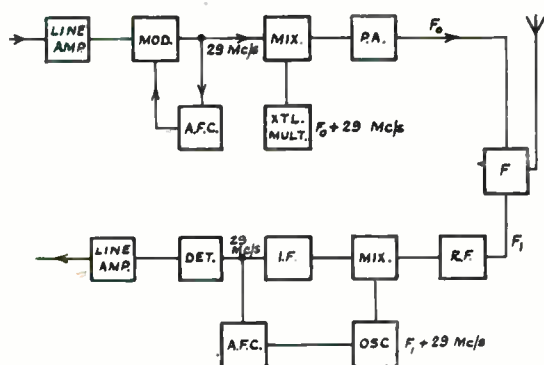 LINE
AMP.
MOD.
29 Mc/s
MIX.
P.A.
F₀
A.F.C.
XTL.
MULT.
F₀ + 29 Mc/s
F
LINE
AMP.
DET.
29
Mc/s
I.F.
MIX.
R.F.
F₁
A.F.C.
OSC
F₁ + 29 Mc/s